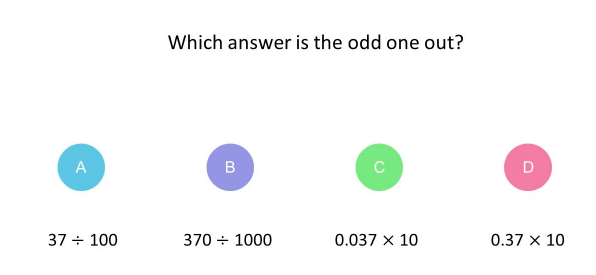 Which answer is the odd one out?
A B C D
37 ÷ 100 370 ÷ 1000 0.037 × 10 0.37 × 10